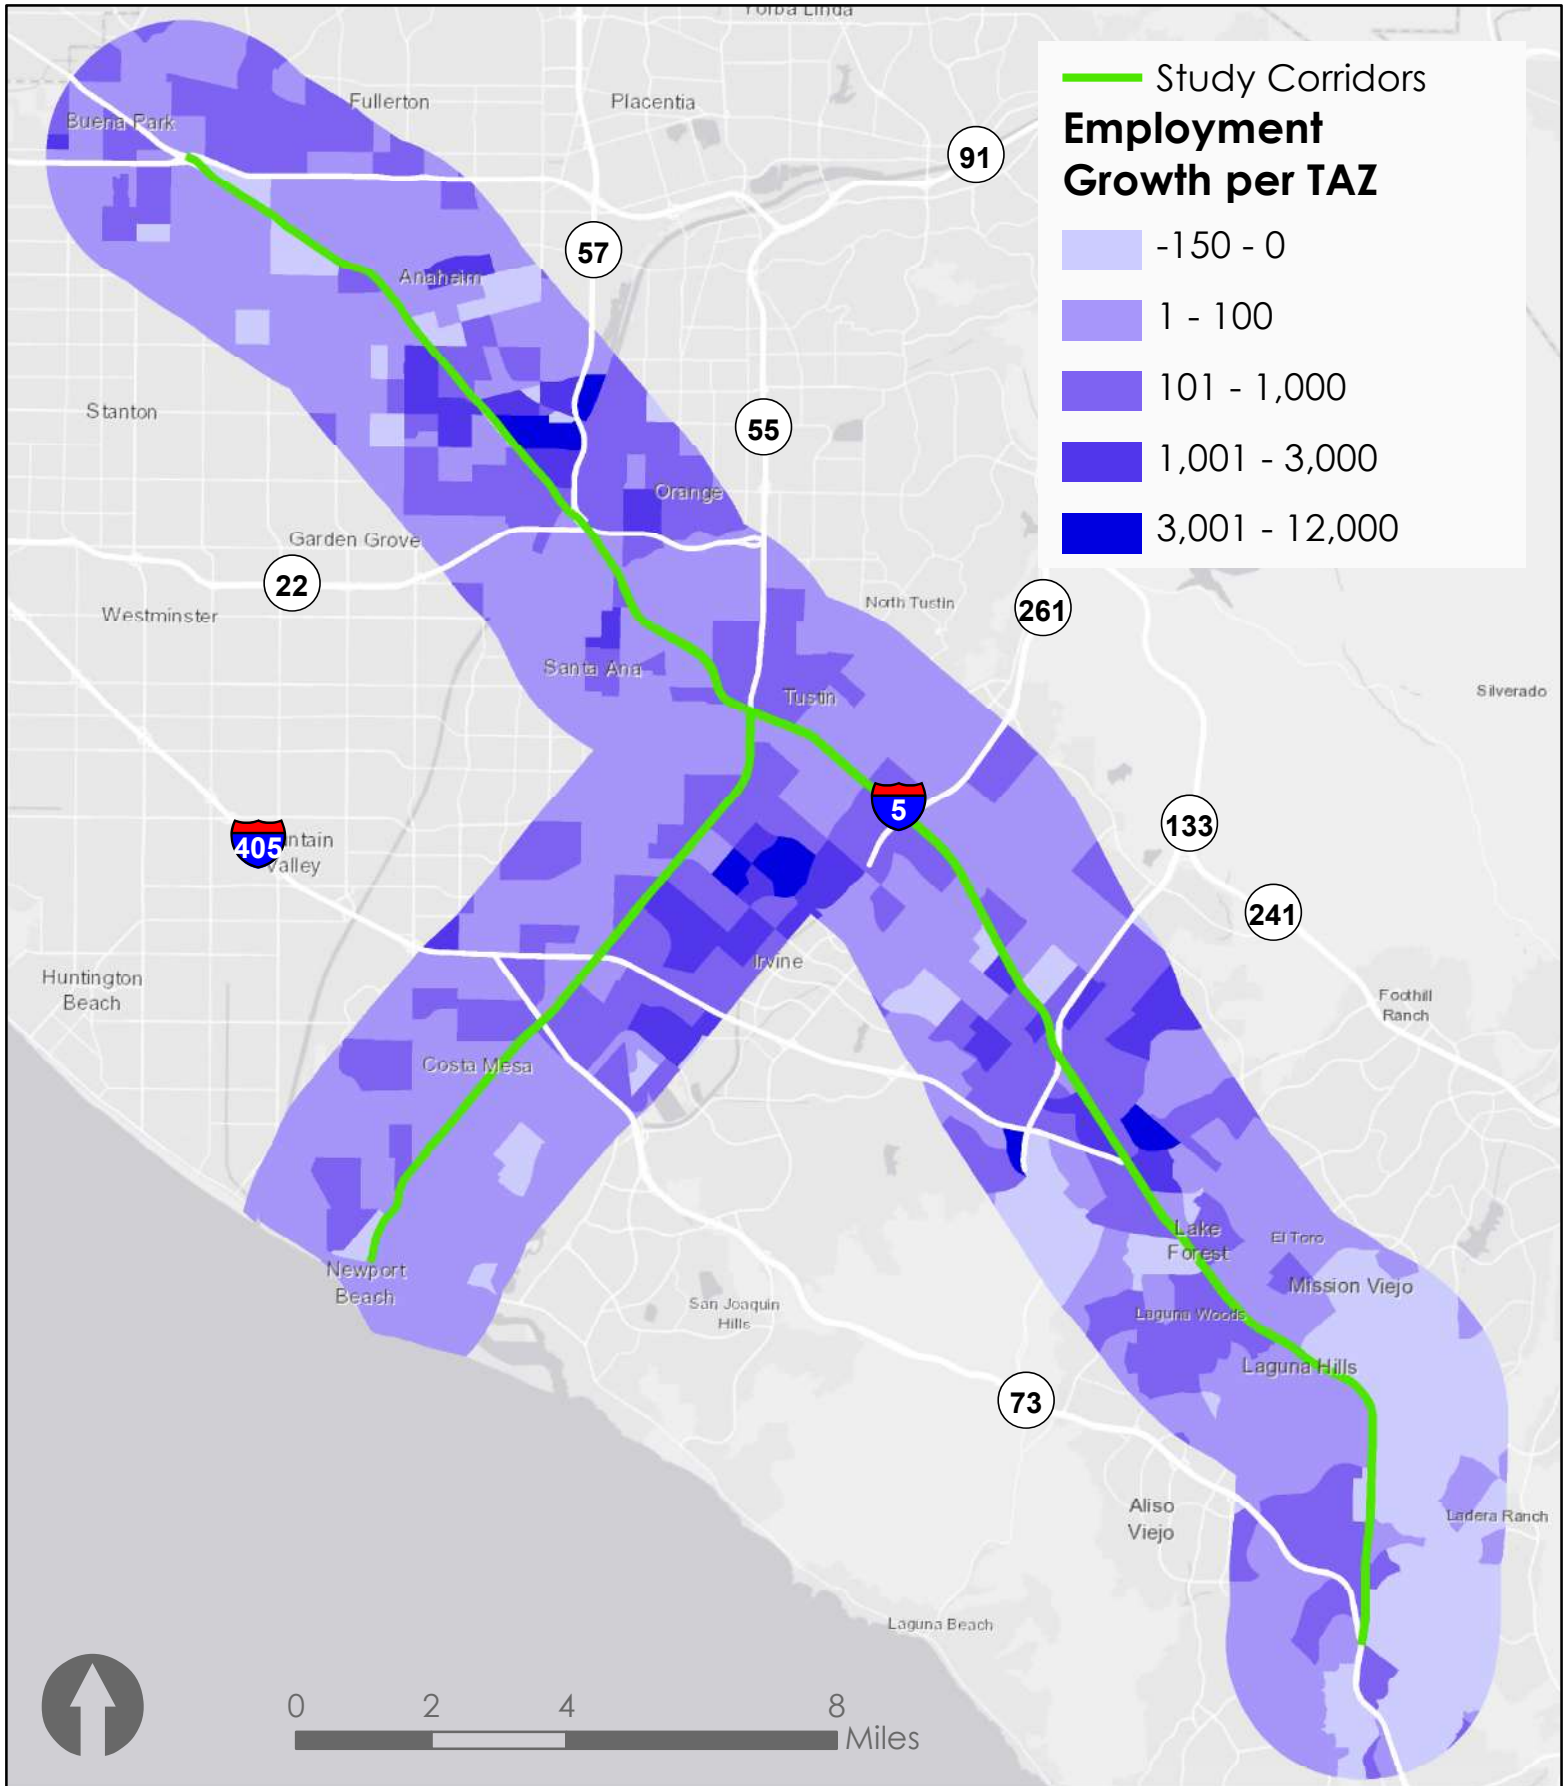 Yorba Linda
Study Corridors
Employment
Growth per TAZ
-150 - 0
1 - 100
101 - 1,000
1,001 - 3,000
3,001 - 12,000
Fullerton
Placentia
Buena Park
91
57
Anaheim
Stanton
55
Orange
Garden Grove
22
Westminster
North Tustin
261
Santa Ana
Tustin
Silverado
5
133
405
ntain
Valley
241
Irvine
Huntington
Beach
Foothill
Ranch
Costa Mesa
Lake
Forest
El Toro
Newport
Beach
Mission Viejo
San Joaquin
Hills
Laguna Woods
Laguna Hills
73
Aliso
Viejo
Ladera Ranch
Laguna Beach
0 2 4 8
Miles